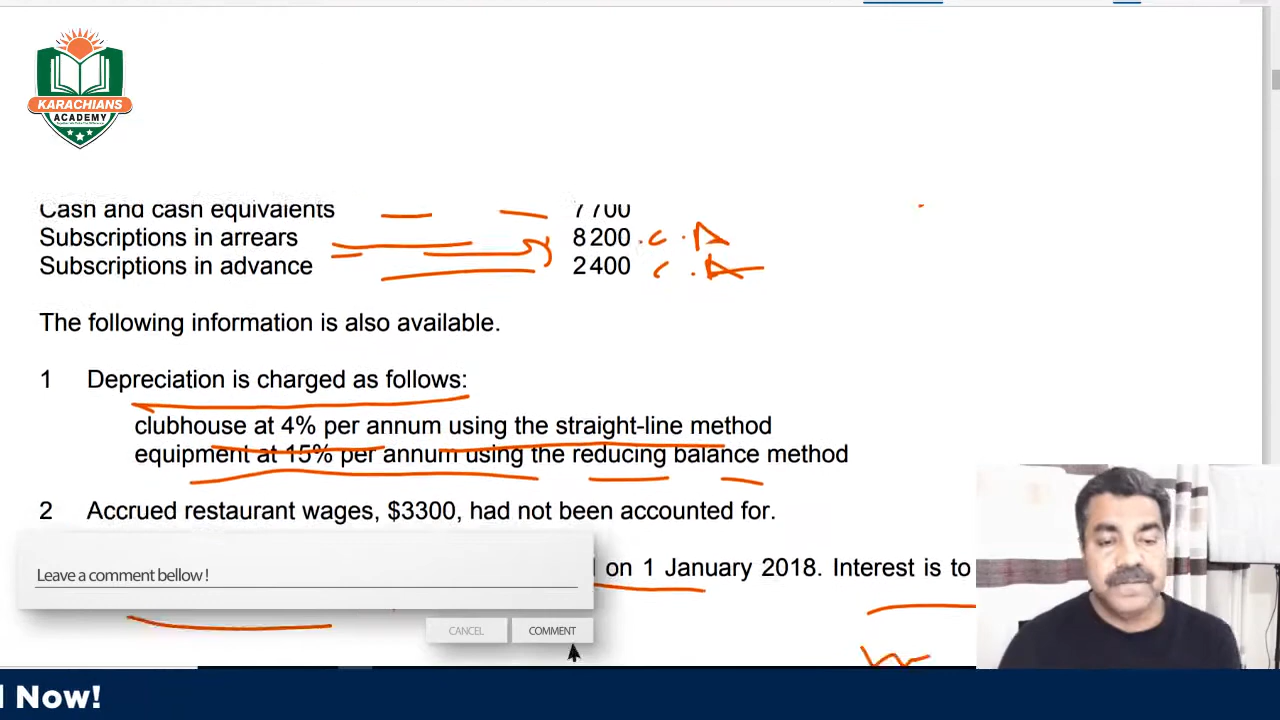 KARACHIANS
ACADEMY
Cash and cash equivalents 7 700
Subscriptions in arrears 8 200 . C . A
Subscriptions in advance 2 400 C . A
The following information is also available.
1 Depreciation is charged as follows:
clubhouse at 4% per annum using the straight-line method
equipment at 15% per annum using the reducing balance method
2 Accrued restaurant wages, $3300, had not been accounted for.
on 1 January 2018. Interest is to
Leave a comment bellow !
CANCEL COMMENT
Now!